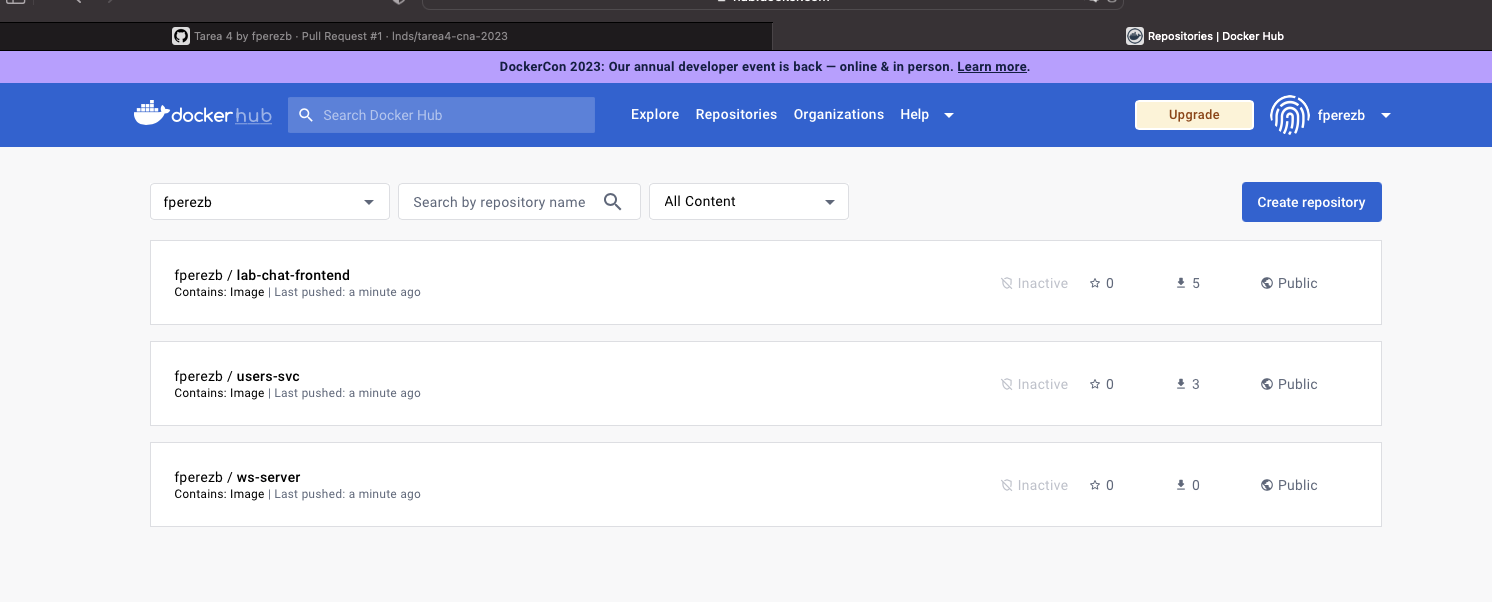 Tarea 4 by fperezb · Pull Request #1 · lnds/tarea4-cna-2023
Repositories | Docker Hub
DockerCon 2023: Our annual developer event is back — online & in person. Learn more.
docker hub
Search Docker Hub
Explore Repositories Organizations Help
Upgrade
fperezb
fperezb
Search by repository name
All Content
Create repository
fperezb / lab-chat-frontend
Contains: Image | Last pushed: a minute ago
Inactive 0 5 Public
fperezb / users-svc
Contains: Image | Last pushed: a minute ago
Inactive 0 3 Public
fperezb / ws-server
Contains: Image | Last pushed: a minute ago
Inactive 0 0 Public